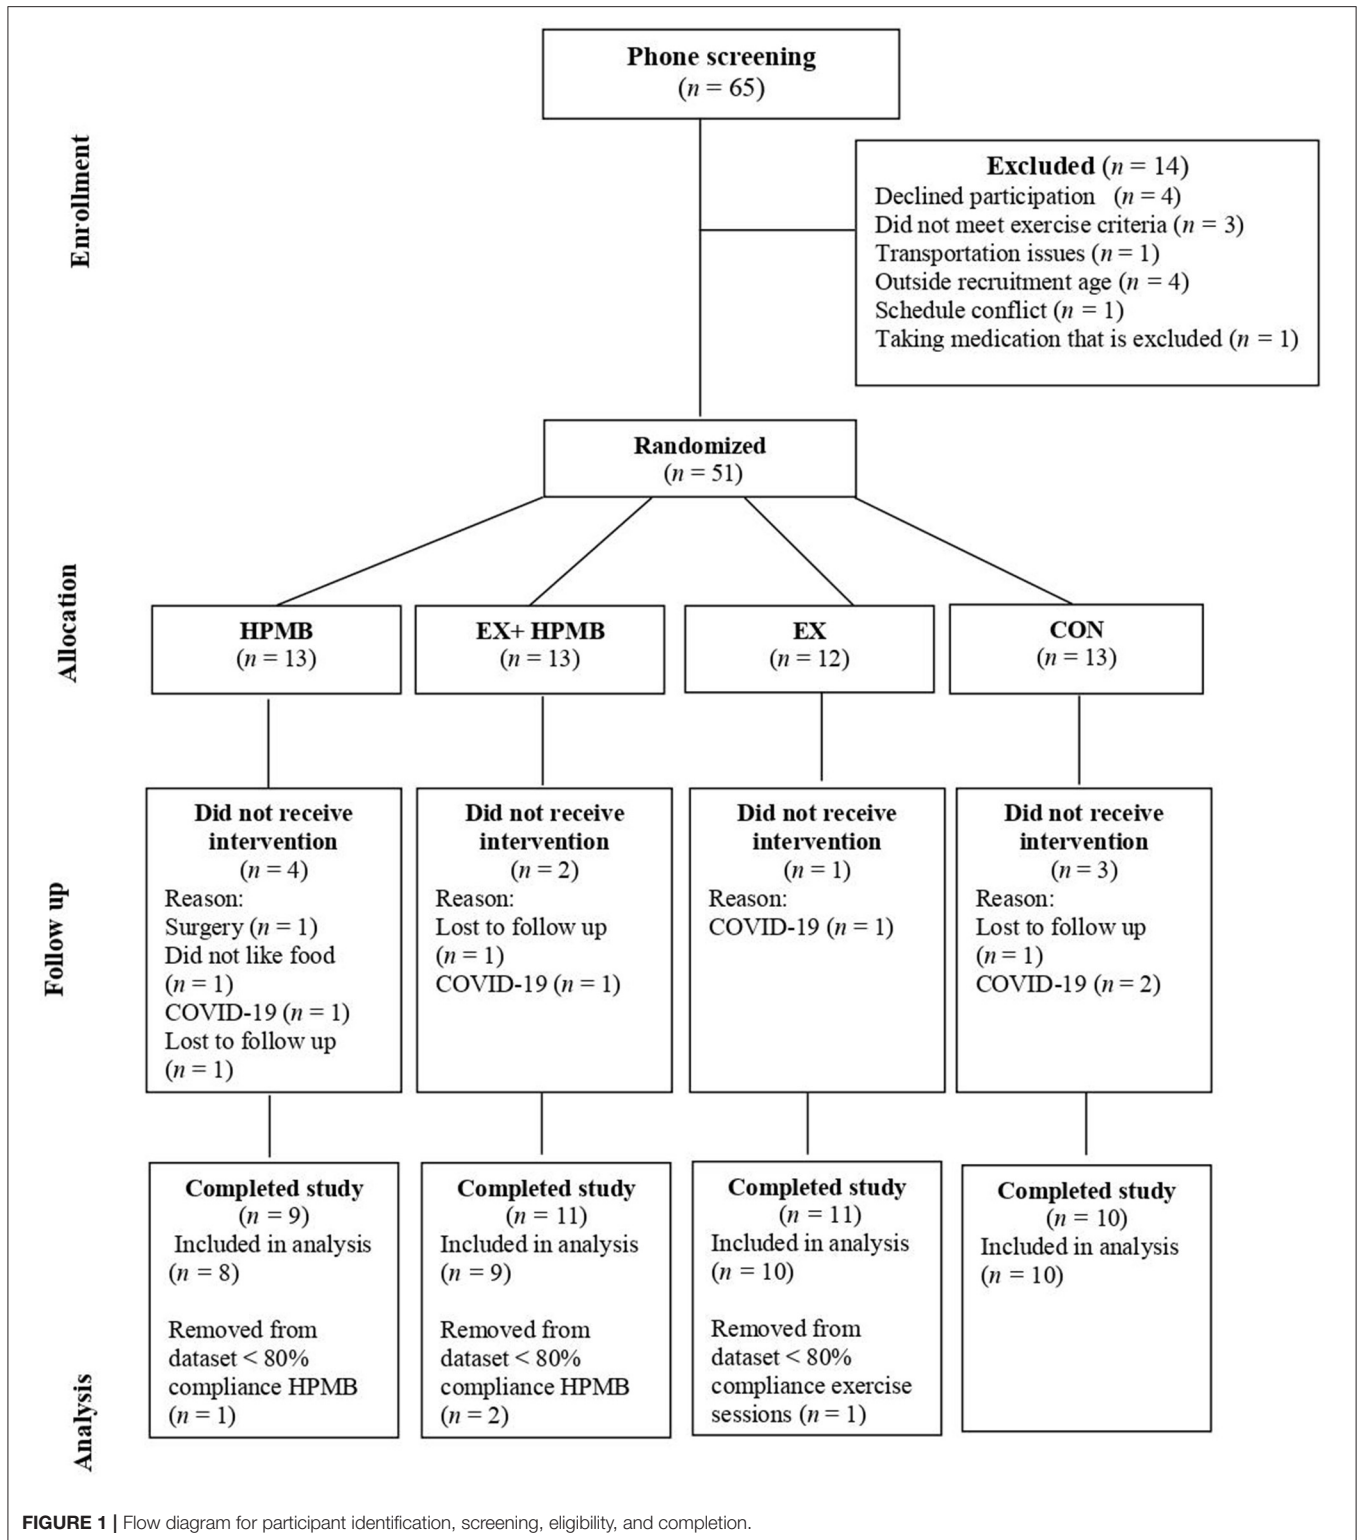 Phone screening
(n = 65)
Enrollment
Excluded (n = 14)
Declined participation (n = 4)
Did not meet exercise criteria (n = 3)
Transportation issues (n = 1)
Outside recruitment age (n = 4)
Schedule conflict (n = 1)
Taking medication that is excluded (n = 1)
Randomized
(n = 51)
Allocation
HPMB
(n = 13)
EX+ HPMB
(n = 13)
EX
(n = 12)
CON
(n = 13)
Follow up
Did not receive
intervention
(n = 4)
Reason:
Surgery (n = 1)
Did not like food
(n = 1)
COVID-19 (n = 1)
Lost to follow up
(n = 1)
Did not receive
intervention
(n = 2)
Reason:
Lost to follow up
(n = 1)
COVID-19 (n = 1)
Did not receive
intervention
(n = 1)
Reason:
COVID-19 (n = 1)
Did not receive
intervention
(n = 3)
Reason:
Lost to follow up
(n = 1)
COVID-19 (n = 2)
Analysis
Completed study
(n = 9)
Included in analysis
(n = 8)
Removed from
dataset < 80%
compliance HPMB
(n = 1)
Completed study
(n = 11)
Included in analysis
(n = 9)
Removed from
dataset < 80%
compliance HPMB
(n = 2)
Completed study
(n = 11)
Included in analysis
(n = 10)
Removed from
dataset < 80%
compliance exercise
sessions (n = 1)
Completed study
(n = 10)
Included in analysis
(n = 10)
FIGURE 1 | Flow diagram for participant identification, screening, eligibility, and completion.